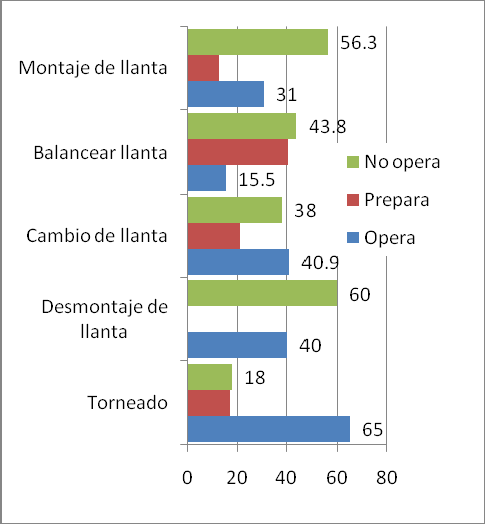 Montaje de llanta
56.3
31
Balancear llanta
43.8
15.5
Cambio de llanta
38
40.9
Desmontaje de
llanta
60
40
Torneado
18
65
No opera
Prepara
Opera
0 20 40 60 80